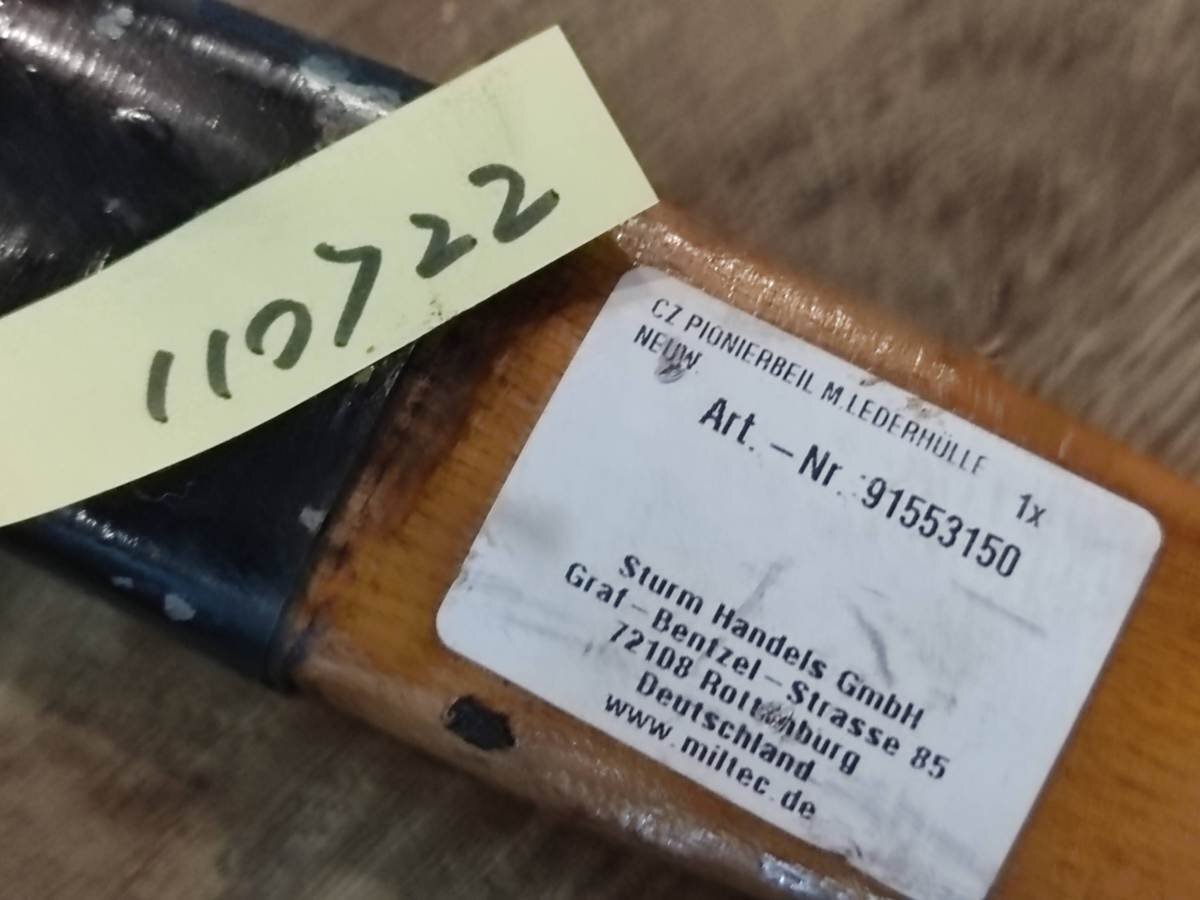 110722
CZ PIONIERBEIL M.LEDERHÜLLE
NEUW. 1x
Art.-Nr.:91553150
Sturm Handels GmbH
Graf-Bentzel-Strasse 85
72108 Rottenburg
Deutschland
www.miltec.de